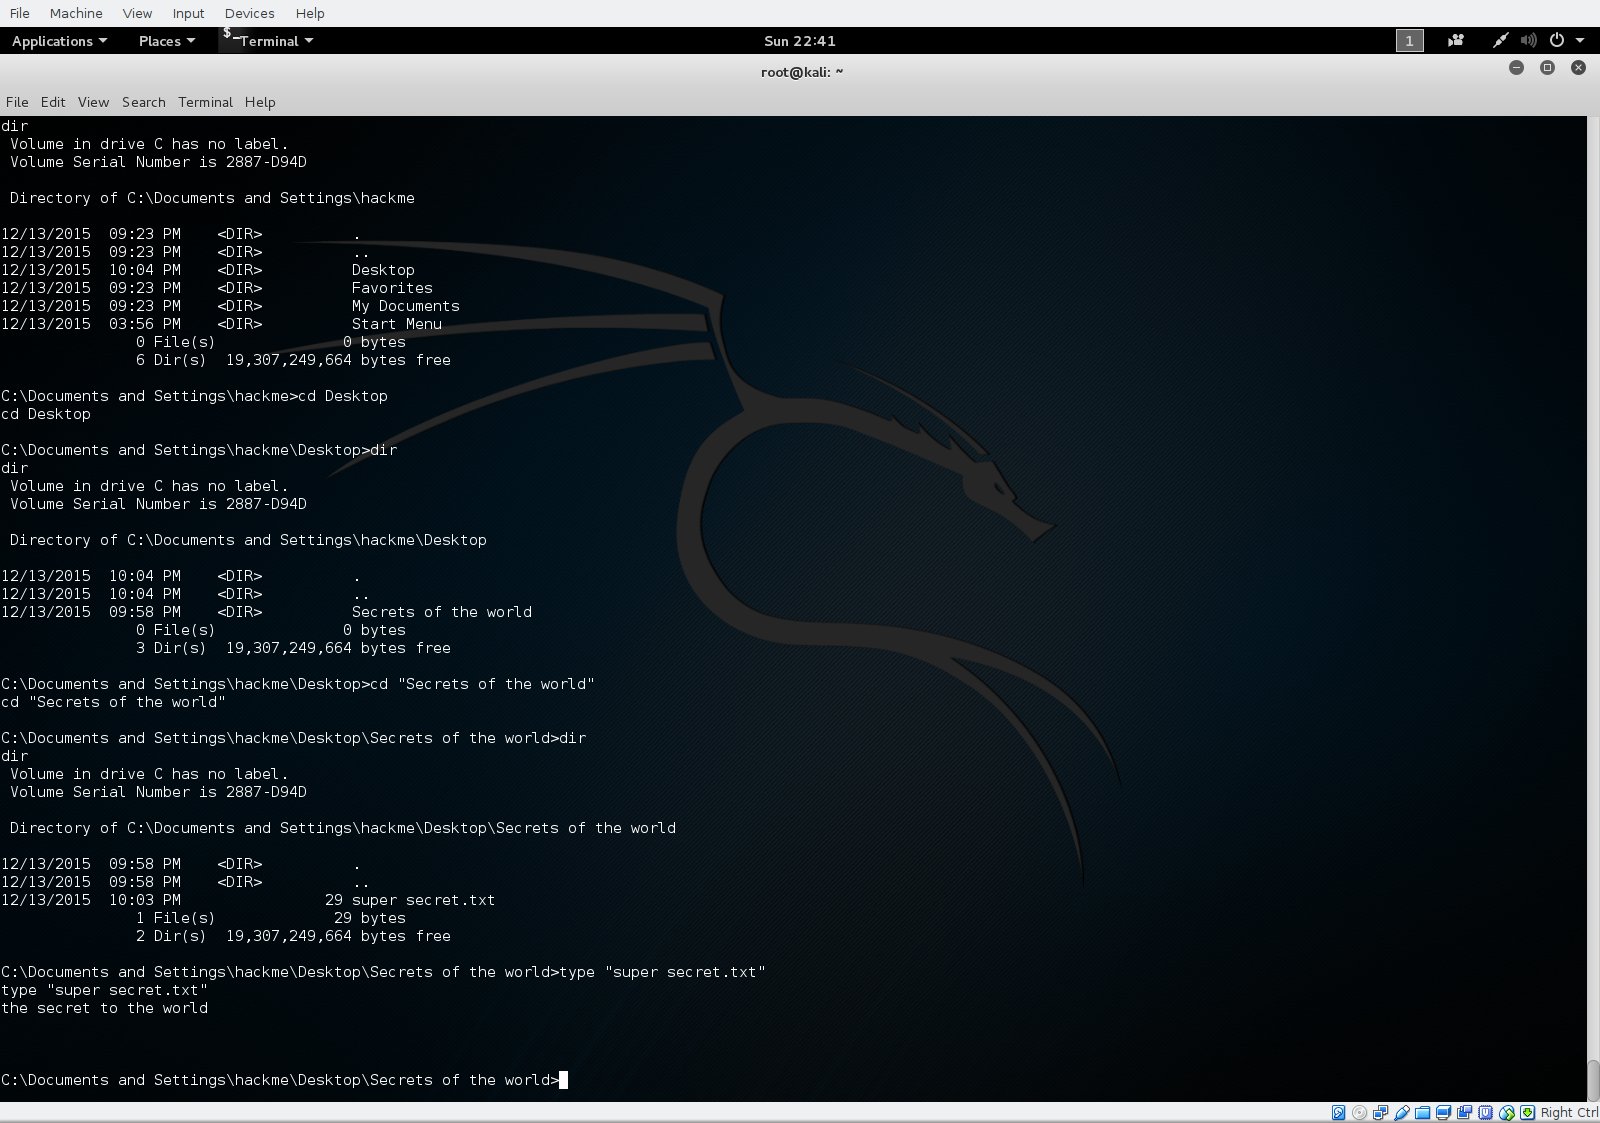 File Machine View Input Devices Help
Applications Places $_ Terminal Sun 22:41 1
root@kali: ~
File Edit View Search Terminal Help
dir
Volume in drive C has no label.
Volume Serial Number is 2887-D94D
Directory of C:\Documents and Settings\hackme
12/13/2015 09:23 PM <DIR> .
12/13/2015 09:23 PM <DIR> ..
12/13/2015 10:04 PM <DIR> Desktop
12/13/2015 09:23 PM <DIR> Favorites
12/13/2015 09:23 PM <DIR> My Documents
12/13/2015 03:56 PM <DIR> Start Menu
0 File(s) 0 bytes
6 Dir(s) 19,307,249,664 bytes free
C:\Documents and Settings\hackme>cd Desktop
cd Desktop
C:\Documents and Settings\hackme\Desktop>dir
dir
Volume in drive C has no label.
Volume Serial Number is 2887-D94D
Directory of C:\Documents and Settings\hackme\Desktop
12/13/2015 10:04 PM <DIR> .
12/13/2015 10:04 PM <DIR> ..
12/13/2015 09:58 PM <DIR> Secrets of the world
0 File(s) 0 bytes
3 Dir(s) 19,307,249,664 bytes free
C:\Documents and Settings\hackme\Desktop>cd "Secrets of the world"
cd "Secrets of the world"
C:\Documents and Settings\hackme\Desktop\Secrets of the world>dir
dir
Volume in drive C has no label.
Volume Serial Number is 2887-D94D
Directory of C:\Documents and Settings\hackme\Desktop\Secrets of the world
12/13/2015 09:58 PM <DIR> .
12/13/2015 09:58 PM <DIR> ..
12/13/2015 10:03 PM 29 super secret.txt
1 File(s) 29 bytes
2 Dir(s) 19,307,249,664 bytes free
C:\Documents and Settings\hackme\Desktop\Secrets of the world>type "super secret.txt"
type "super secret.txt"
the secret to the world
C:\Documents and Settings\hackme\Desktop\Secrets of the world>
Right Ctrl